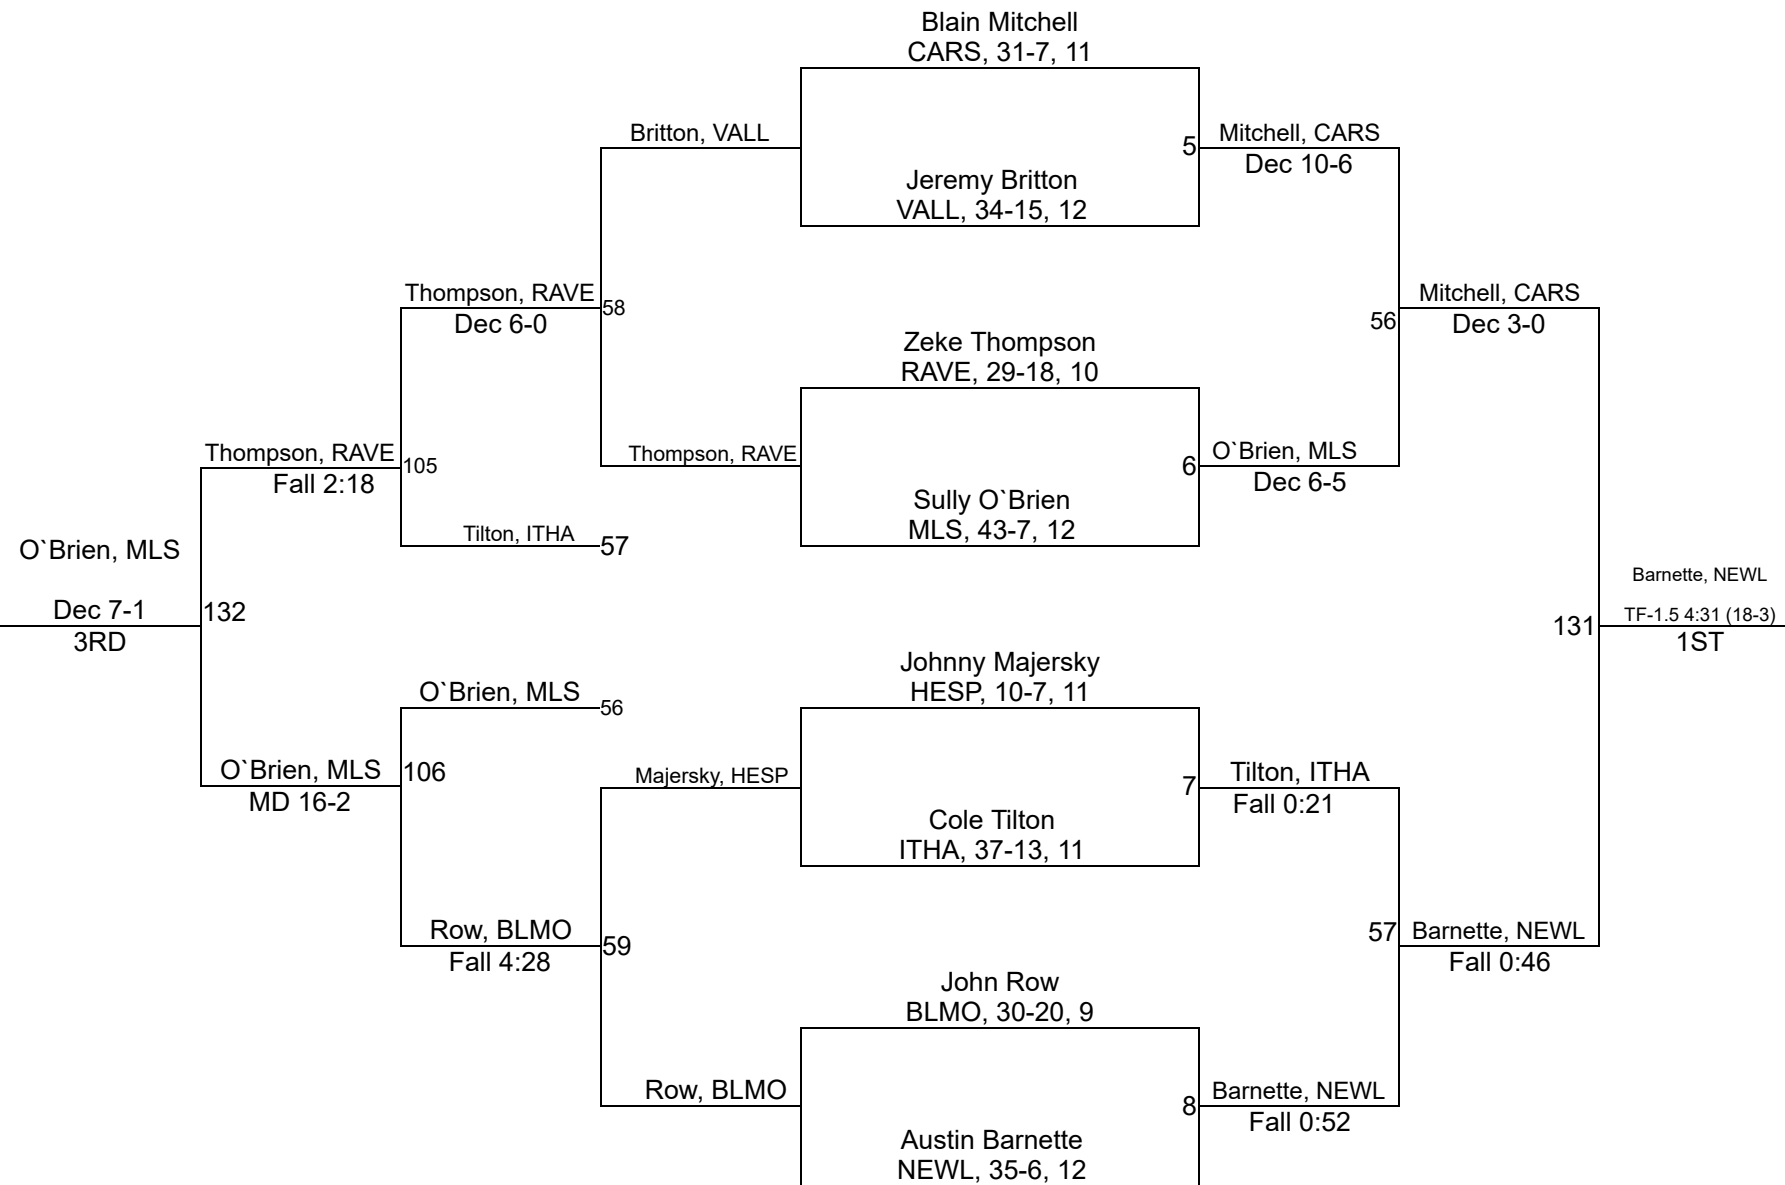 Blain Mitchell
CARS, 31-7, 11
Britton, VALL
5
Mitchell, CARS
Dec 10-6
Jeremy Britton
VALL, 34-15, 12
Thompson, RAVE
Dec 6-0
58
56
Mitchell, CARS
Dec 3-0
Zeke Thompson
RAVE, 29-18, 10
Thompson, RAVE
Fall 2:18
105
Thompson, RAVE
6
O`Brien, MLS
Dec 6-5
Sully O`Brien
MLS, 43-7, 12
Tilton, ITHA
57
O`Brien, MLS
Dec 7-1
3RD
132
131
Barnette, NEWL
TF-1.5 4:31 (18-3)
1ST
Johnny Majersky
HESP, 10-7, 11
O`Brien, MLS
56
O`Brien, MLS
MD 16-2
106
Majersky, HESP
7
Tilton, ITHA
Fall 0:21
Cole Tilton
ITHA, 37-13, 11
Row, BLMO
Fall 4:28
59
57
Barnette, NEWL
Fall 0:46
John Row
BLMO, 30-20, 9
Row, BLMO
8
Barnette, NEWL
Fall 0:52
Austin Barnette
NEWL, 35-6, 12